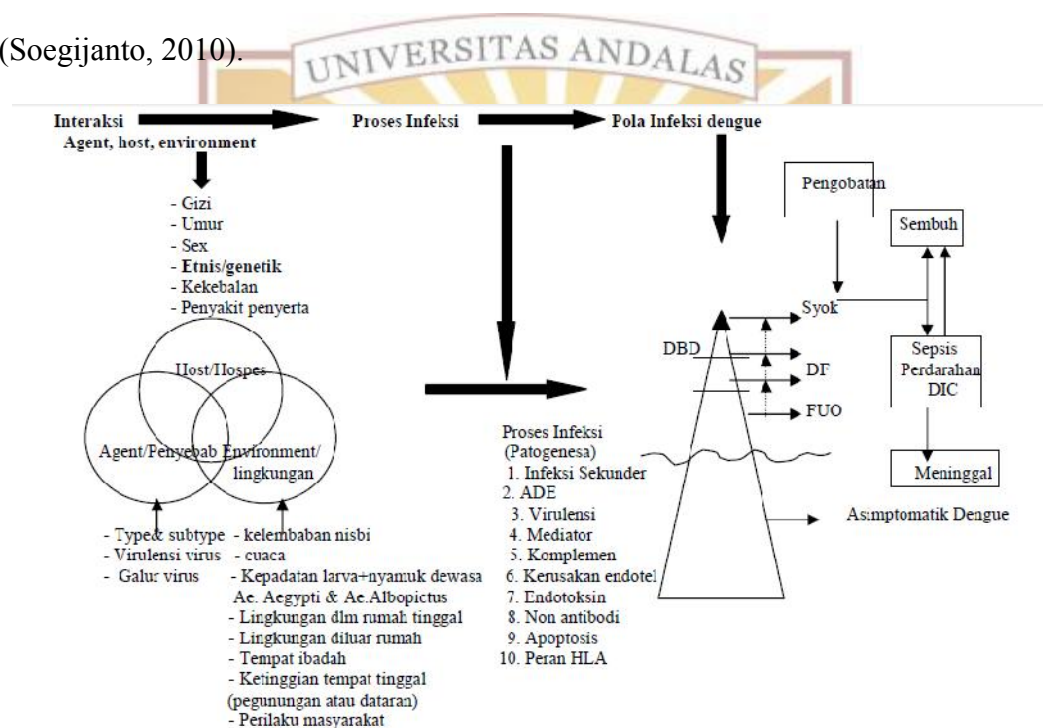 (Soegijanto, 2010).
UNIVERSITAS ANDALAS
Interaksi
Agent, host, environment
Proses Infeksi
Pola Infeksi dengue
- Gizi
- Umur
- Sex
- Etnis/genetik
- Kekebalan
- Penyakit penyerta
Host/Hospes
Agent/Penyebab
Environment/
lingkungan
- Type& subtype
- Virulensi virus
- Galur virus
- kelembaban nisbi
- cuaca
- Kepadatan larva+nyamuk dewasa
Ae. Aegypti & Ae.Albopictus
- Lingkungan dlm rumah tinggal
- Lingkungan diluar rumah
- Tempat ibadah
- Ketinggian tempat tinggal
(pegunungan atau dataran)
- Perilaku masyarakat
Proses Infeksi
(Patogenesa)
1. Infeksi Sekunder
2. ADE
3. Virulensi
4. Mediator
5. Komplemen
6. Kerusakan endotel
7. Endotoksin
8. Non antibodi
9. Apoptosis
10. Peran HLA
Pengobatan
Sembuh
Syok
DBD
DF
FUO
Sepsis
Perdarahan
DIC
Meninggal
Asimptomatik Dengue